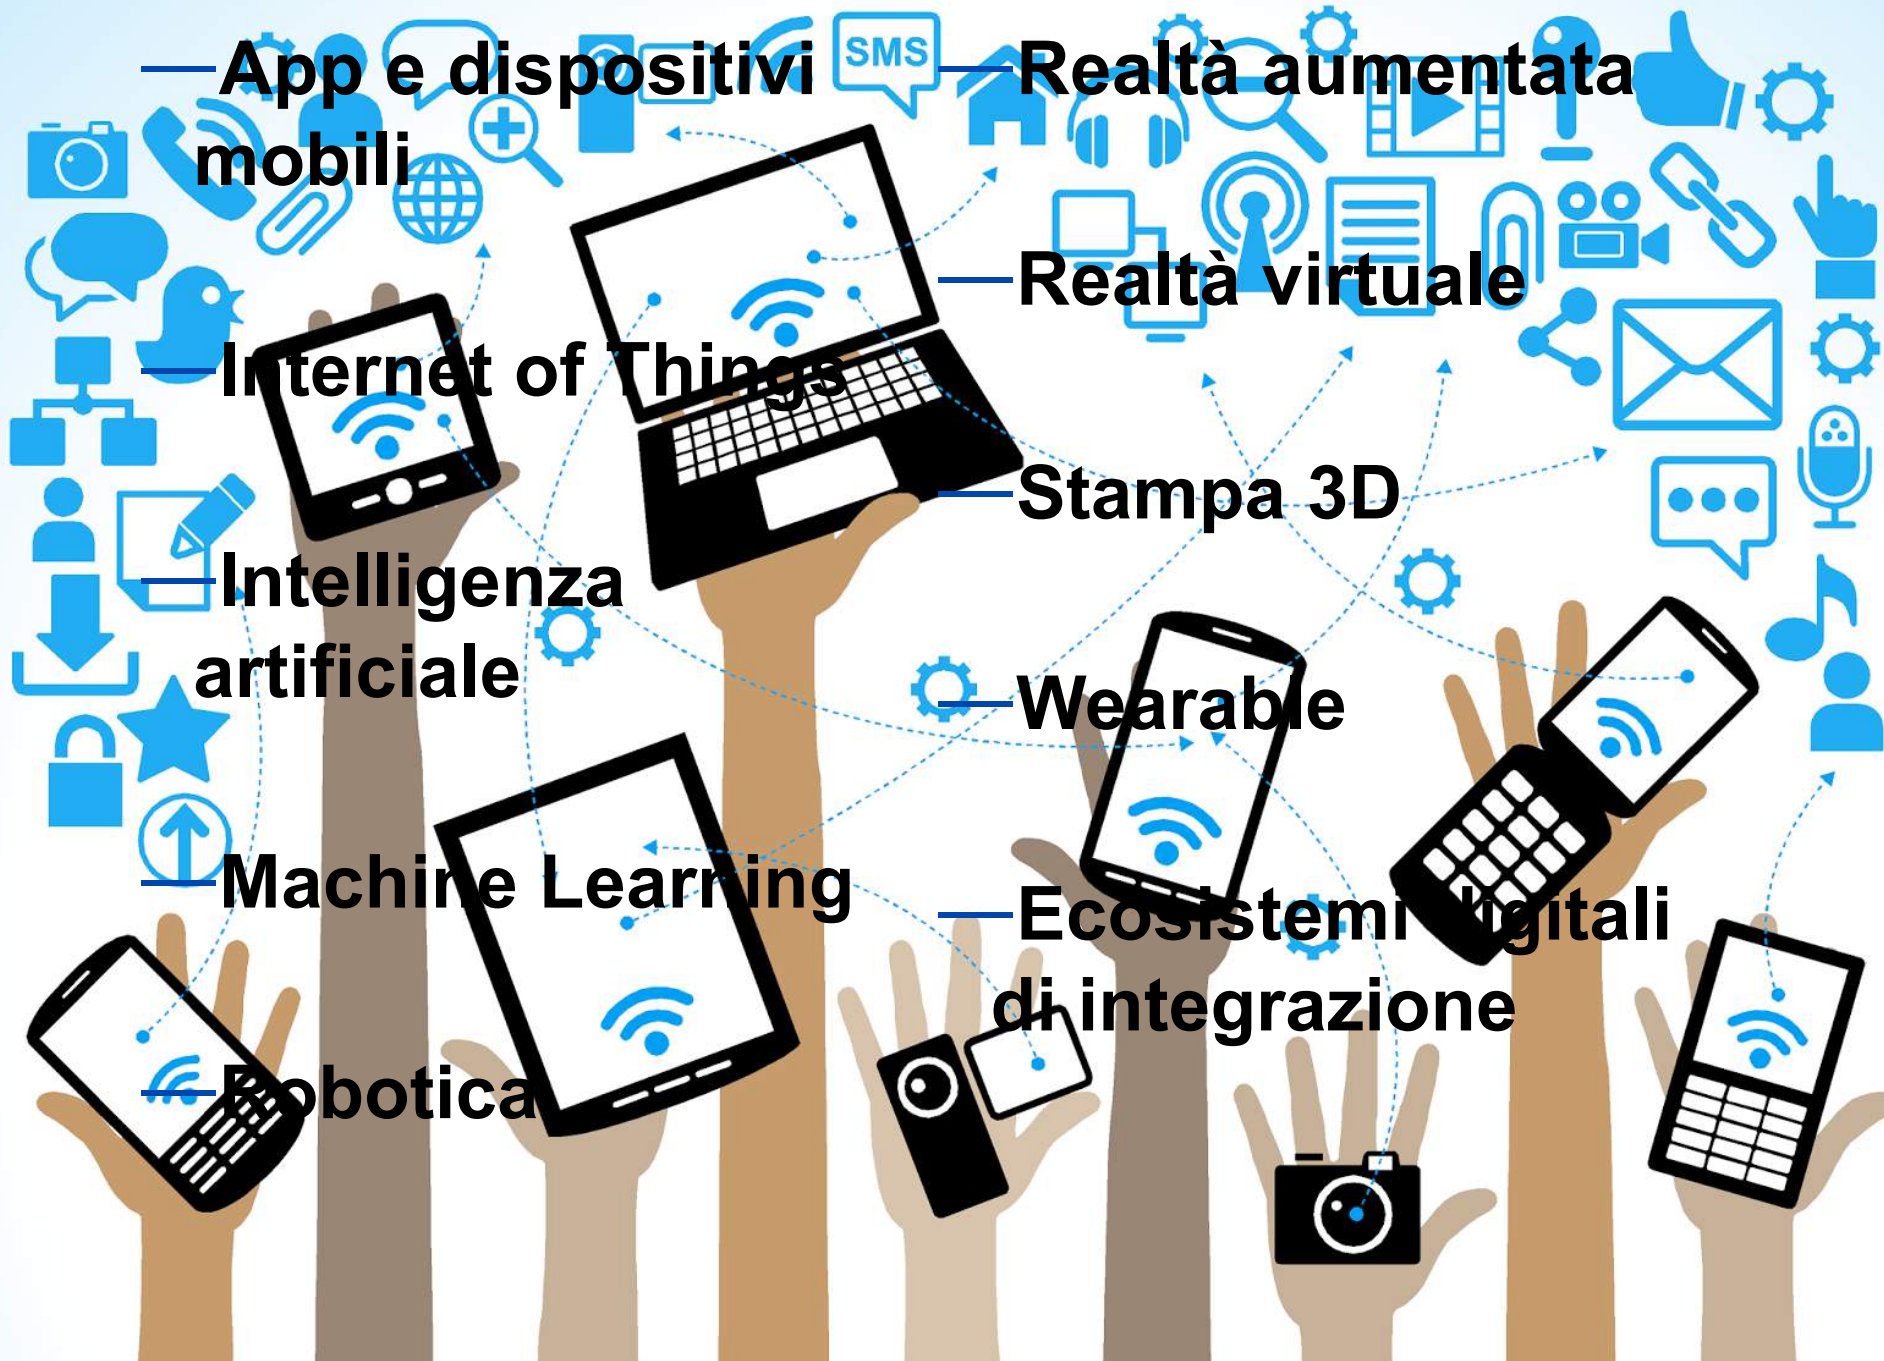 —App e dispositivi
mobili
—Internet of Things
—Intelligenza
artificiale
—Machine Learning
—Robotica
SMS
—Realtà aumentata
—Realtà virtuale
—Stampa 3D
—Wearable
—Ecosistemi digitali
di integrazione